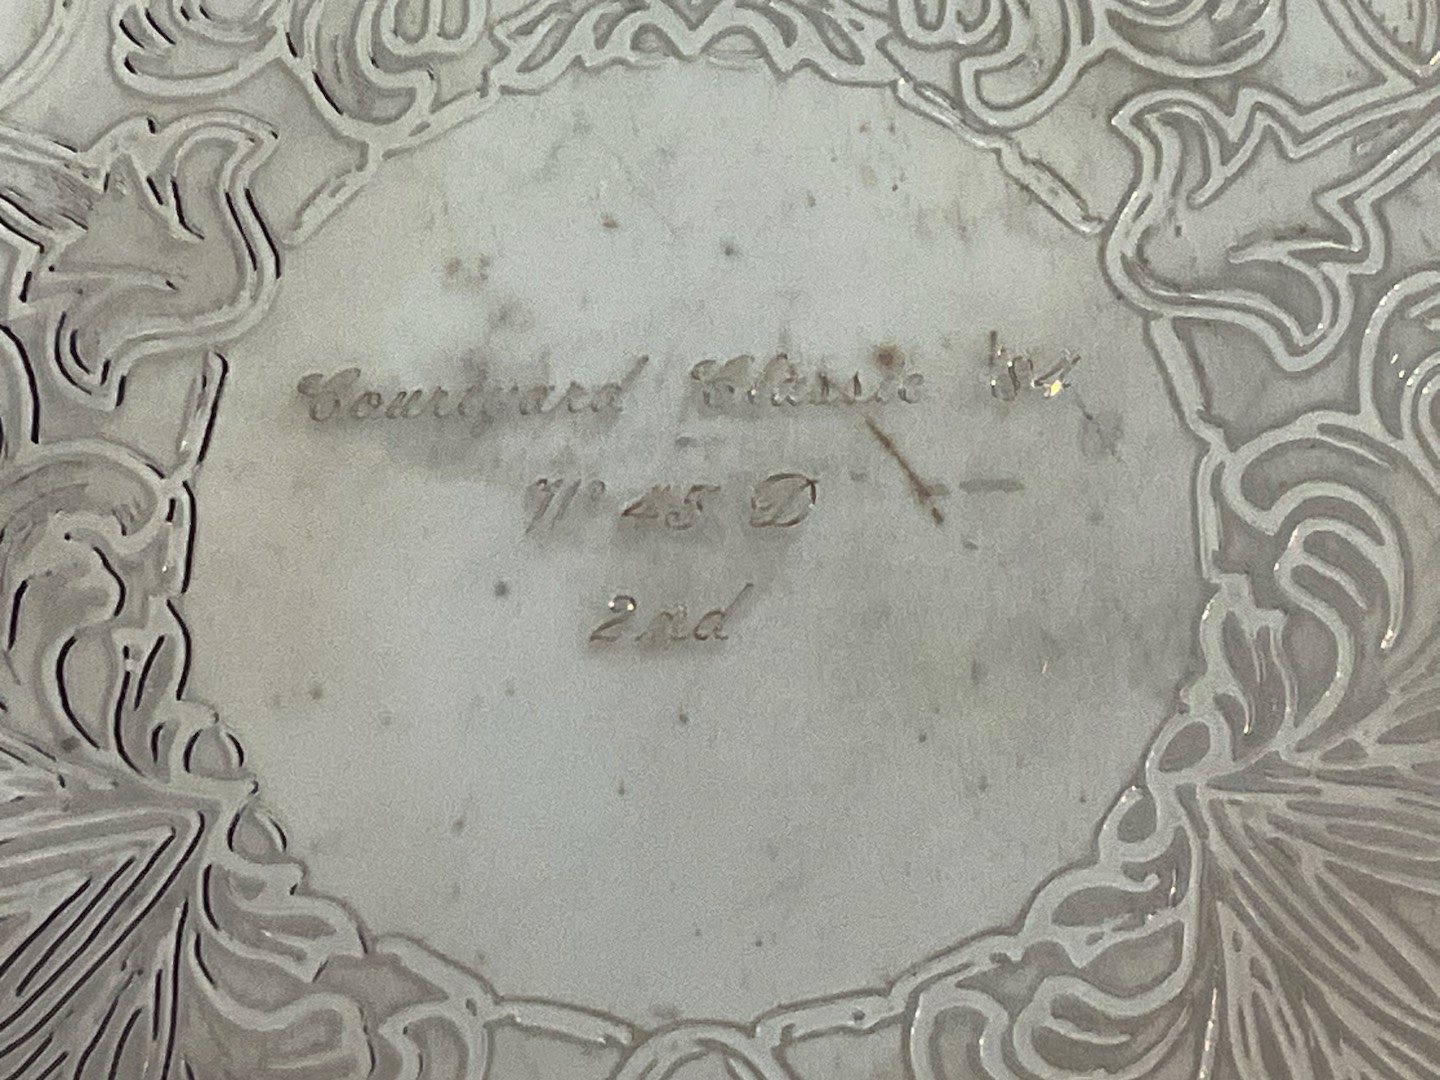 Courtyard Classic '84
W 45 D
2nd